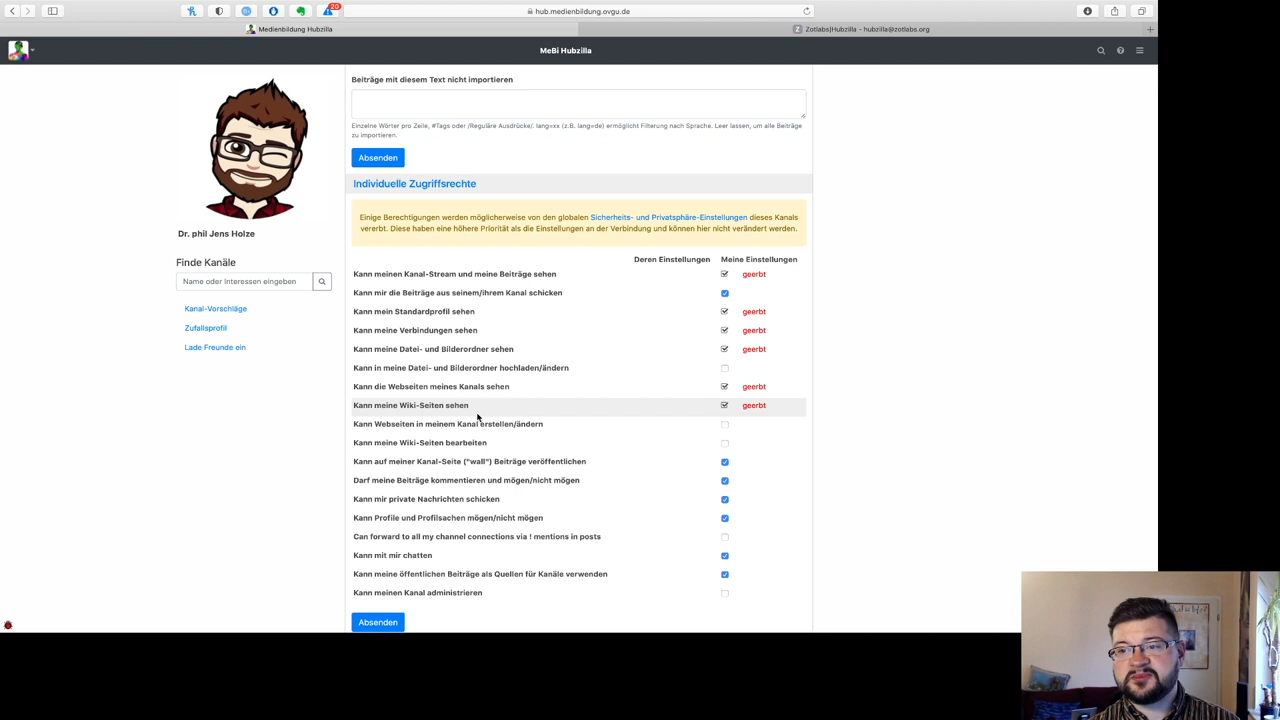 20
hub.medienbildung.ovgu.de
Medienbildung Hubzilla
Zotlabs|Hubzilla - hubzilla@zotlabs.org
MeBi Hubzilla
Beiträge mit diesem Text nicht importieren
Einzelne Wörter pro Zeile, #Tags oder /Reguläre Ausdrücke/. lang=xx (z.B. lang=de) ermöglicht Filterung nach Sprache. Leer lassen, um alle Beiträge
zu importieren.
Absenden
Individuelle Zugriffsrechte
Einige Berechtigungen werden möglicherweise von den globalen Sicherheits- und Privatsphäre-Einstellungen dieses Kanals
vererbt. Diese haben eine höhere Priorität als die Einstellungen an der Verbindung und können hier nicht verändert werden.
Dr. phil Jens Holze
Finde Kanäle
Name oder Interessen eingeben
Kanal-Vorschläge
Zufallsprofil
Lade Freunde ein
Deren Einstellungen Meine Einstellungen
Kann meinen Kanal-Stream und meine Beiträge sehen geerbt
Kann mir die Beiträge aus seinem/ihrem Kanal schicken
Kann mein Standardprofil sehen geerbt
Kann meine Verbindungen sehen geerbt
Kann meine Datei- und Bilderordner sehen geerbt
Kann in meine Datei- und Bilderordner hochladen/ändern
Kann die Webseiten meines Kanals sehen geerbt
Kann meine Wiki-Seiten sehen geerbt
Kann Webseiten in meinem Kanal erstellen/ändern
Kann meine Wiki-Seiten bearbeiten
Kann auf meiner Kanal-Seite ("wall") Beiträge veröffentlichen
Darf meine Beiträge kommentieren und mögen/nicht mögen
Kann mir private Nachrichten schicken
Kann Profile und Profilsachen mögen/nicht mögen
Can forward to all my channel connections via ! mentions in posts
Kann mit mir chatten
Kann meine öffentlichen Beiträge als Quellen für Kanäle verwenden
Kann meinen Kanal administrieren
Absenden